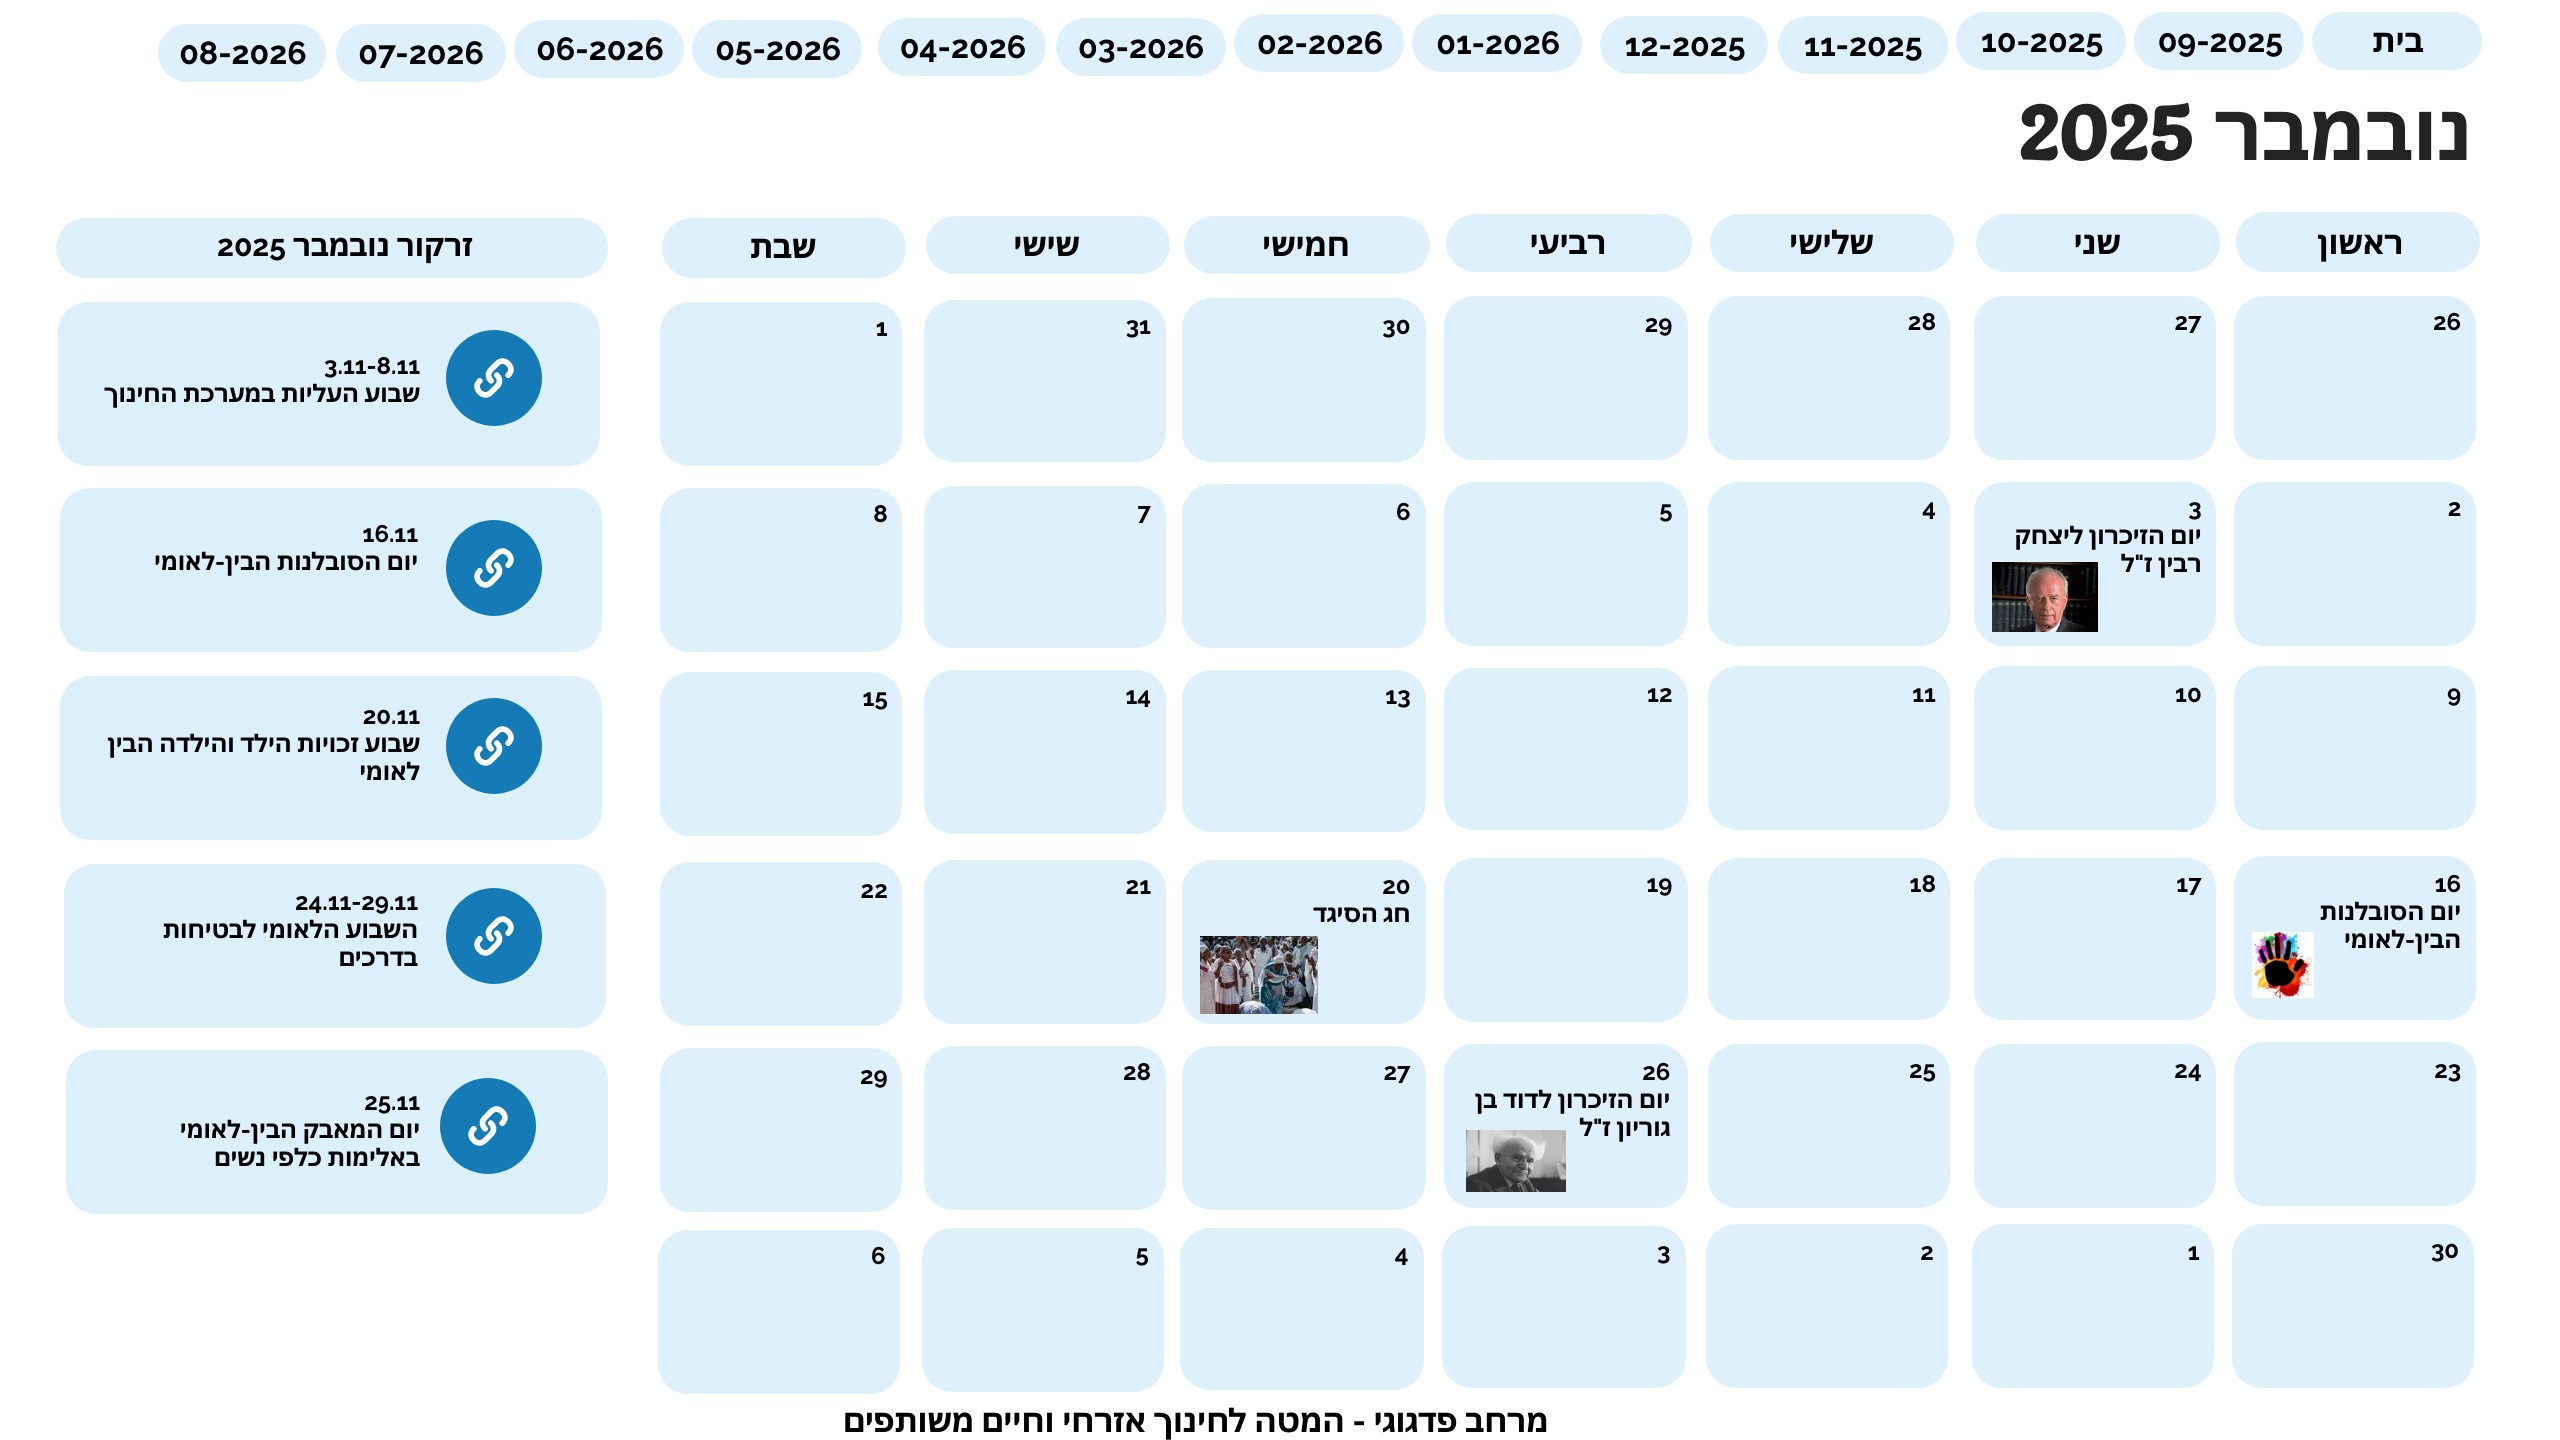 בית
09-2025
10-2025
11-2025
12-2025
01-2026
02-2026
03-2026
04-2026
05-2026
06-2026
07-2026
08-2026
נובמבר 2025
ראשון
שני
שלישי
רביעי
חמישי
שישי
שבת
26
27
28
29
30
31
1
2
3
יום הזיכרון ליצחק
רבין ז"ל
4
5
6
7
8
9
10
11
12
13
14
15
16
יום הסובלנות
הבין-לאומי
17
18
19
20
חג הסיגד
21
22
23
24
25
26
יום הזיכרון לדוד בן
גוריון ז"ל
27
28
29
30
1
2
3
4
5
6
זרקור נובמבר 2025
3.11-8.11
שבוע העליות במערכת החינוך
16.11
יום הסובלנות הבין-לאומי
20.11
שבוע זכויות הילד והילדה הבין
לאומי
24.11-29.11
השבוע הלאומי לבטיחות
בדרכים
25.11
יום המאבק הבין-לאומי
באלימות כלפי נשים
מרחב פדגוגי - המטה לחינוך אזרחי וחיים משותפים